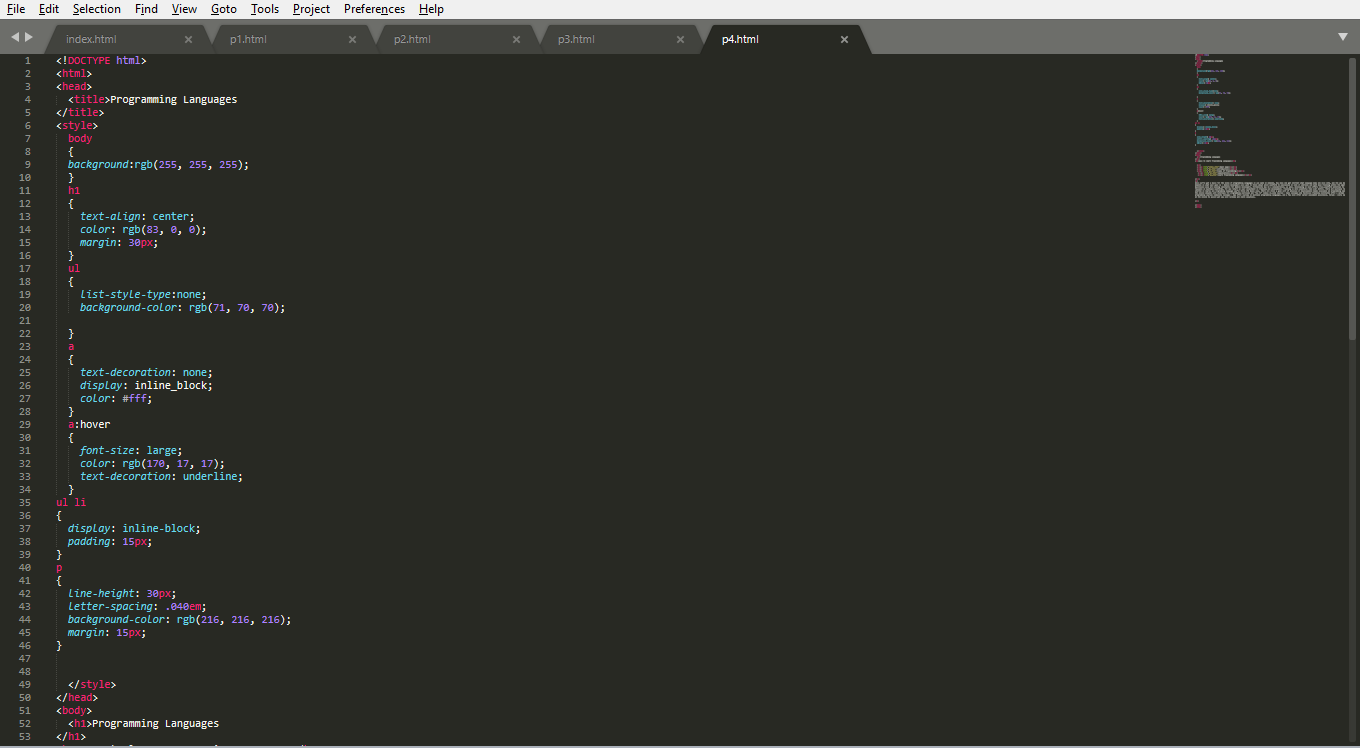 File Edit Selection Find View Goto Tools Project Preferences Help
index.html p1.html p2.html p3.html p4.html
1 <!DOCTYPE html>
2 <html>
3 <head>
4 <title>Programming Languages
5 </title>
6 <style>
7 body
8 {
9 background:rgb(255, 255, 255);
10 }
11 h1
12 {
13 text-align: center;
14 color: rgb(83, 0, 0);
15 margin: 30px;
16 }
17 ul
18 {
19 list-style-type:none;
20 background-color: rgb(71, 70, 70);
21
22 }
23 a
24 {
25 text-decoration: none;
26 display: inline_block;
27 color: #fff;
28 }
29 a:hover
30 {
31 font-size: large;
32 color: rgb(170, 17, 17);
33 text-decoration: underline;
34 }
35 ul li
36 {
37 display: inline-block;
38 padding: 15px;
39 }
40 p
41 {
42 line-height: 30px;
43 letter-spacing: .040em;
44 background-color: rgb(216, 216, 216);
45 margin: 15px;
46 }
47
48
49 </style>
50 </head>
51 <body>
52 <h1>Programming Languages
53 </h1>